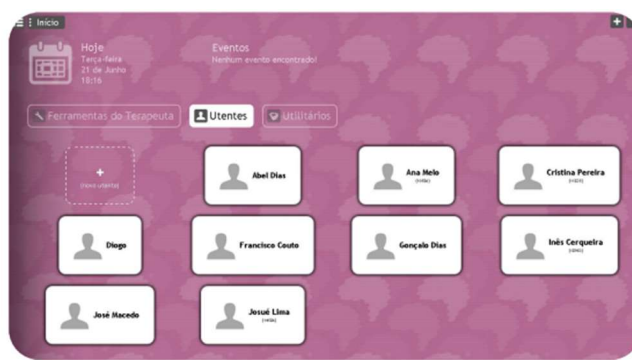 Início
Hoje
Terça-feira
21 de Junho
18:16
Eventos
Nenhum evento encontrado!
Ferramentas do Terapeuta
Utentes
Utilitários
+
(novo utente)
Abel Dias
Ana Melo
Cristina Pereira
Diogo
Francisco Couto
Gonçalo Dias
Inês Cerqueira
José Macedo
Josué Lima